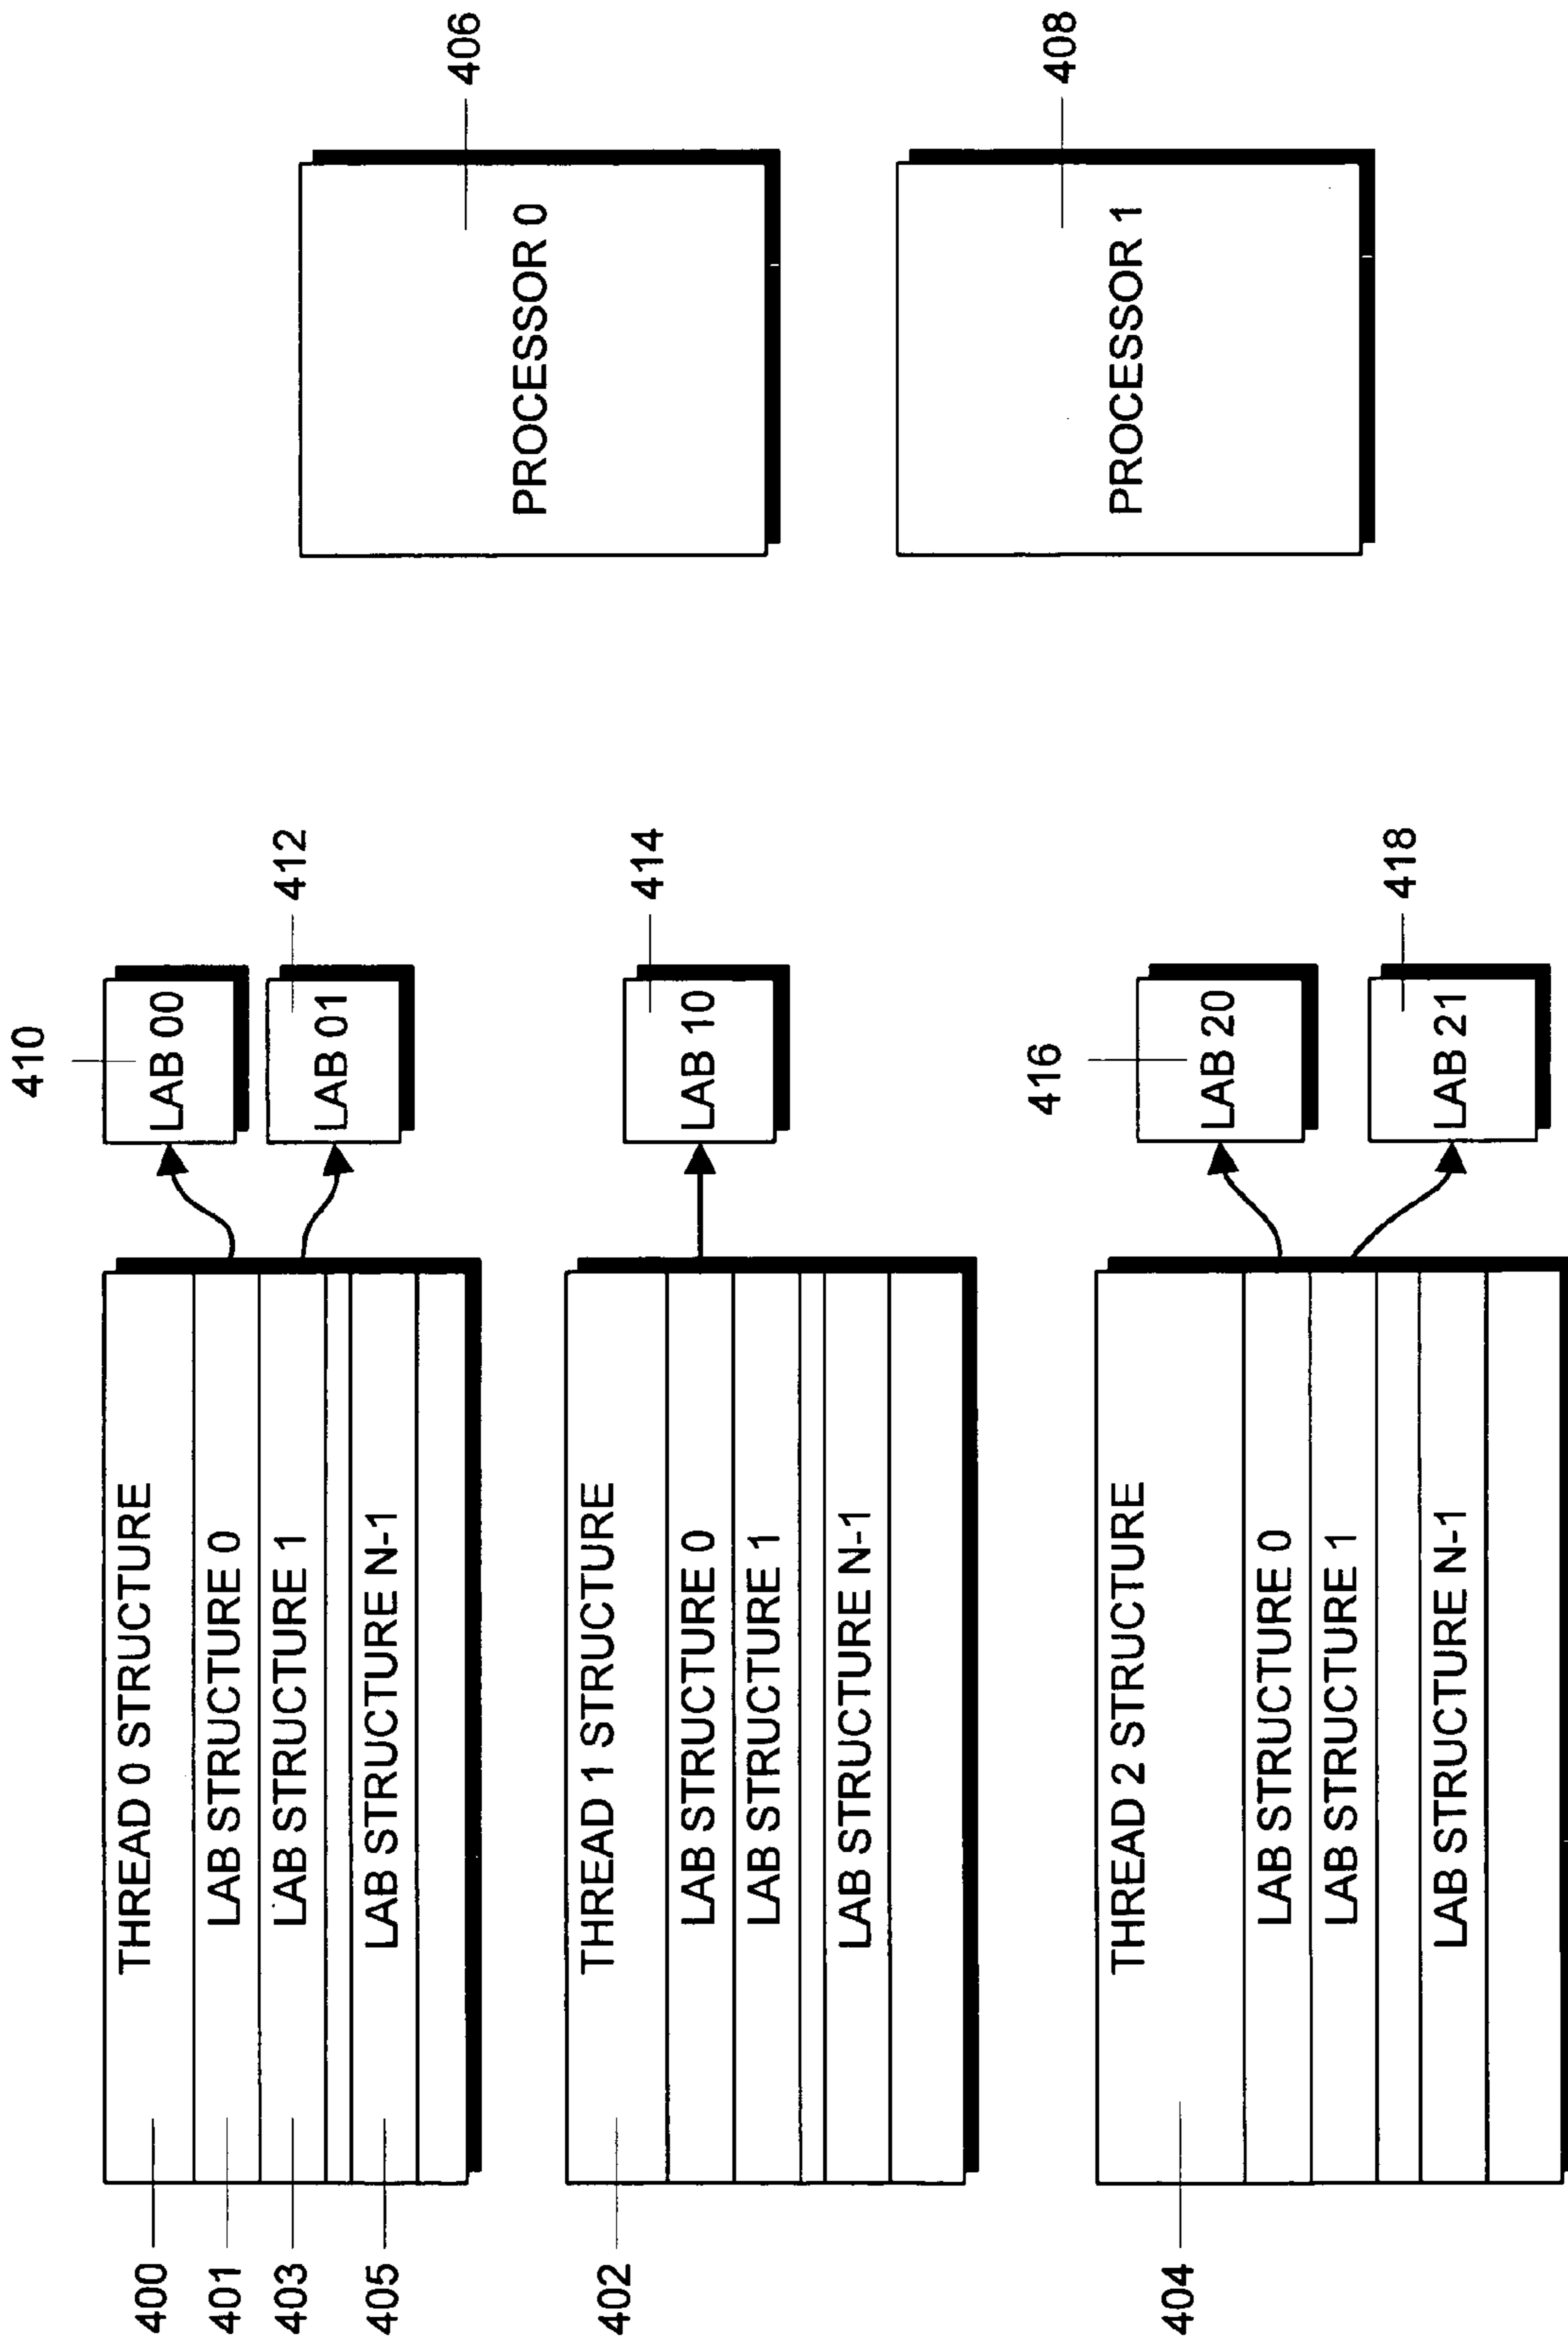 400
THREAD 0 STRUCTURE
401
LAB STRUCTURE 0
403
LAB STRUCTURE 1
405
LAB STRUCTURE N-1
410
LAB 00
LAB 01
412
402
THREAD 1 STRUCTURE
LAB STRUCTURE 0
LAB STRUCTURE 1
LAB STRUCTURE N-1
LAB 10
414
404
THREAD 2 STRUCTURE
LAB STRUCTURE 0
LAB STRUCTURE 1
LAB STRUCTURE N-1
416
LAB 20
LAB 21
418
PROCESSOR 0
406
PROCESSOR 1
408